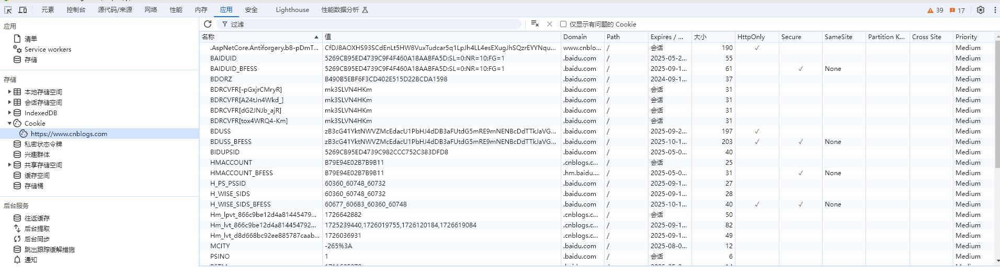 元素 控制台 源代码/来源 网络 性能 内存 应用 安全 Lighthouse 性能数据分析 39 17
应用
清单
Service workers
存储
存储
本地存储空间
会话存储空间
IndexedDB
Cookie
https://www.cnblogs.com
私密状态令牌
兴趣群体
共享存储空间
缓存空间
存储桶
后台服务
往返缓存
后台提取
后台同步
跳出跟踪缓解措施
通知
过滤 仅显示有问题的 Cookie
名称 值 Domain Path Expires / ... 大小 HttpOnly Secure SameSite Partition K... Cross Site Priority
.AspNetCore.Antiforgery.b8-pDmT... CfDJ8AOXHS93SCdEnLt5HW8VuxTudcar5q1LpJh4LL4esEXugJhSQzrEYYNqu... www.cnblo... / 会话 190 ✓ Medium
BAIDUID 5269CB95ED4739C9F4F460A18AABFA5D:SL=0:NR=10:FG=1 .baidu.com / 2025-05-2... 55 Medium
BAIDUID_BFESS 5269CB95ED4739C9F4F460A18AABFA5D:SL=0:NR=10:FG=1 .baidu.com / 2025-09-1... 61 ✓ None Medium
BDORZ B490B5EBF6F3CD402E515D22BCDA1598 .baidu.com / 2024-09-1... 37 Medium
BDRCVFR[-pGxjrCMryR] mk3SLVN4HKm .baidu.com / 会话 31 Medium
BDRCVFR[A24tJn4Wkd_] mk3SLVN4HKm .baidu.com / 会话 31 Medium
BDRCVFR[dG2JNJb_ajR] mk3SLVN4HKm .baidu.com / 会话 31 Medium
BDRCVFR[tox4WRQ4-Km] mk3SLVN4HKm .baidu.com / 会话 31 Medium
BDUSS zB3cG41YktNWVZMcEdacU1PbHJ4dDB3aFUtdG5mRE9mNENBcDdTTkJaVG... .baidu.com / 2025-09-2... 197 ✓ Medium
BDUSS_BFESS zB3cG41YktNWVZMcEdacU1PbHJ4dDB3aFUtdG5mRE9mNENBcDdTTkJaVG... .baidu.com / 2025-10-1... 203 ✓ ✓ None Medium
BIDUPSID 5269CB95ED4739C982CCC752C383DFD8 .baidu.com / 2025-05-0... 40 Medium
HMACCOUNT B79E94E02B7B9B11 .cnblogs.c... / 会话 25 Medium
HMACCOUNT_BFESS B79E94E02B7B9B11 .hm.baidu.... / 2025-05-0... 31 ✓ None Medium
H_PS_PSSID 60360_60748_60732 .baidu.com / 2025-09-1... 27 Medium
H_WISE_SIDS 60360_60748_60732 .baidu.com / 2025-09-1... 28 Medium
H_WISE_SIDS_BFESS 60677_60683_60360_60748 .baidu.com / 2025-10-1... 40 ✓ ✓ None Medium
Hm_lpvt_866c9be12d4a81445479... 1726642882 .cnblogs.c... / 会话 50 Medium
Hm_lvt_866c9be12d4a814454792... 1725239440,1726019755,1726120184,1726619084 .cnblogs.c... / 2025-09-1... 82 Medium
Hm_lvt_d8d668bc92ee885787caab... 1726036931 .cnblogs.c... / 2025-09-1... 49 Medium
MCITY -265%3A .baidu.com / 2025-08-0... 12 Medium
PSINO 1 .baidu.com / 会话 6 Medium